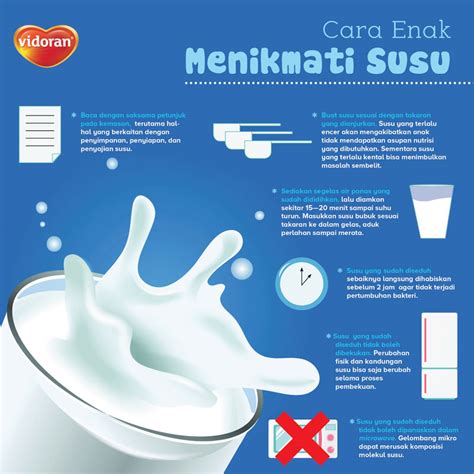 vidoran
Cara Enak
Menikmati Susu
Baca dengan saksama petunjuk
pada kemasan, terutama hal-
hal yang berkaitan dengan
penyimpanan, penyiapan, dan
penyajian susu.
Buat susu sesuai dengan takaran
yang dianjurkan. Susu yang terlalu
encer akan mengakibatkan anak
tidak mendapatkan asupan nutrisi
yang dibutuhkan. Sementara susu
yang terlalu kental bisa menimbulkan
masalah sembelit.
Sediakan segelas air panas yang
sudah dididihkan, lalu diamkan
sekitar 15—20 menit sampai suhu
turun. Masukkan susu bubuk sesuai
takaran ke dalam gelas, aduk
perlahan sampai merata.
Susu yang sudah diseduh
sebaiknya langsung dihabiskan
sebelum 2 jam agar tidak terjadi
pertumbuhan bakteri.
Susu yang sudah
diseduh tidak boleh
dibekukan. Perubahan
fisik dan kandungan
susu bisa saja berubah
selama proses
pembekuan.
Susu yang sudah diseduh
tidak boleh dipanaskan dalam
microwave. Gelombang mikro
dapat merusak komposisi
molekul susu.